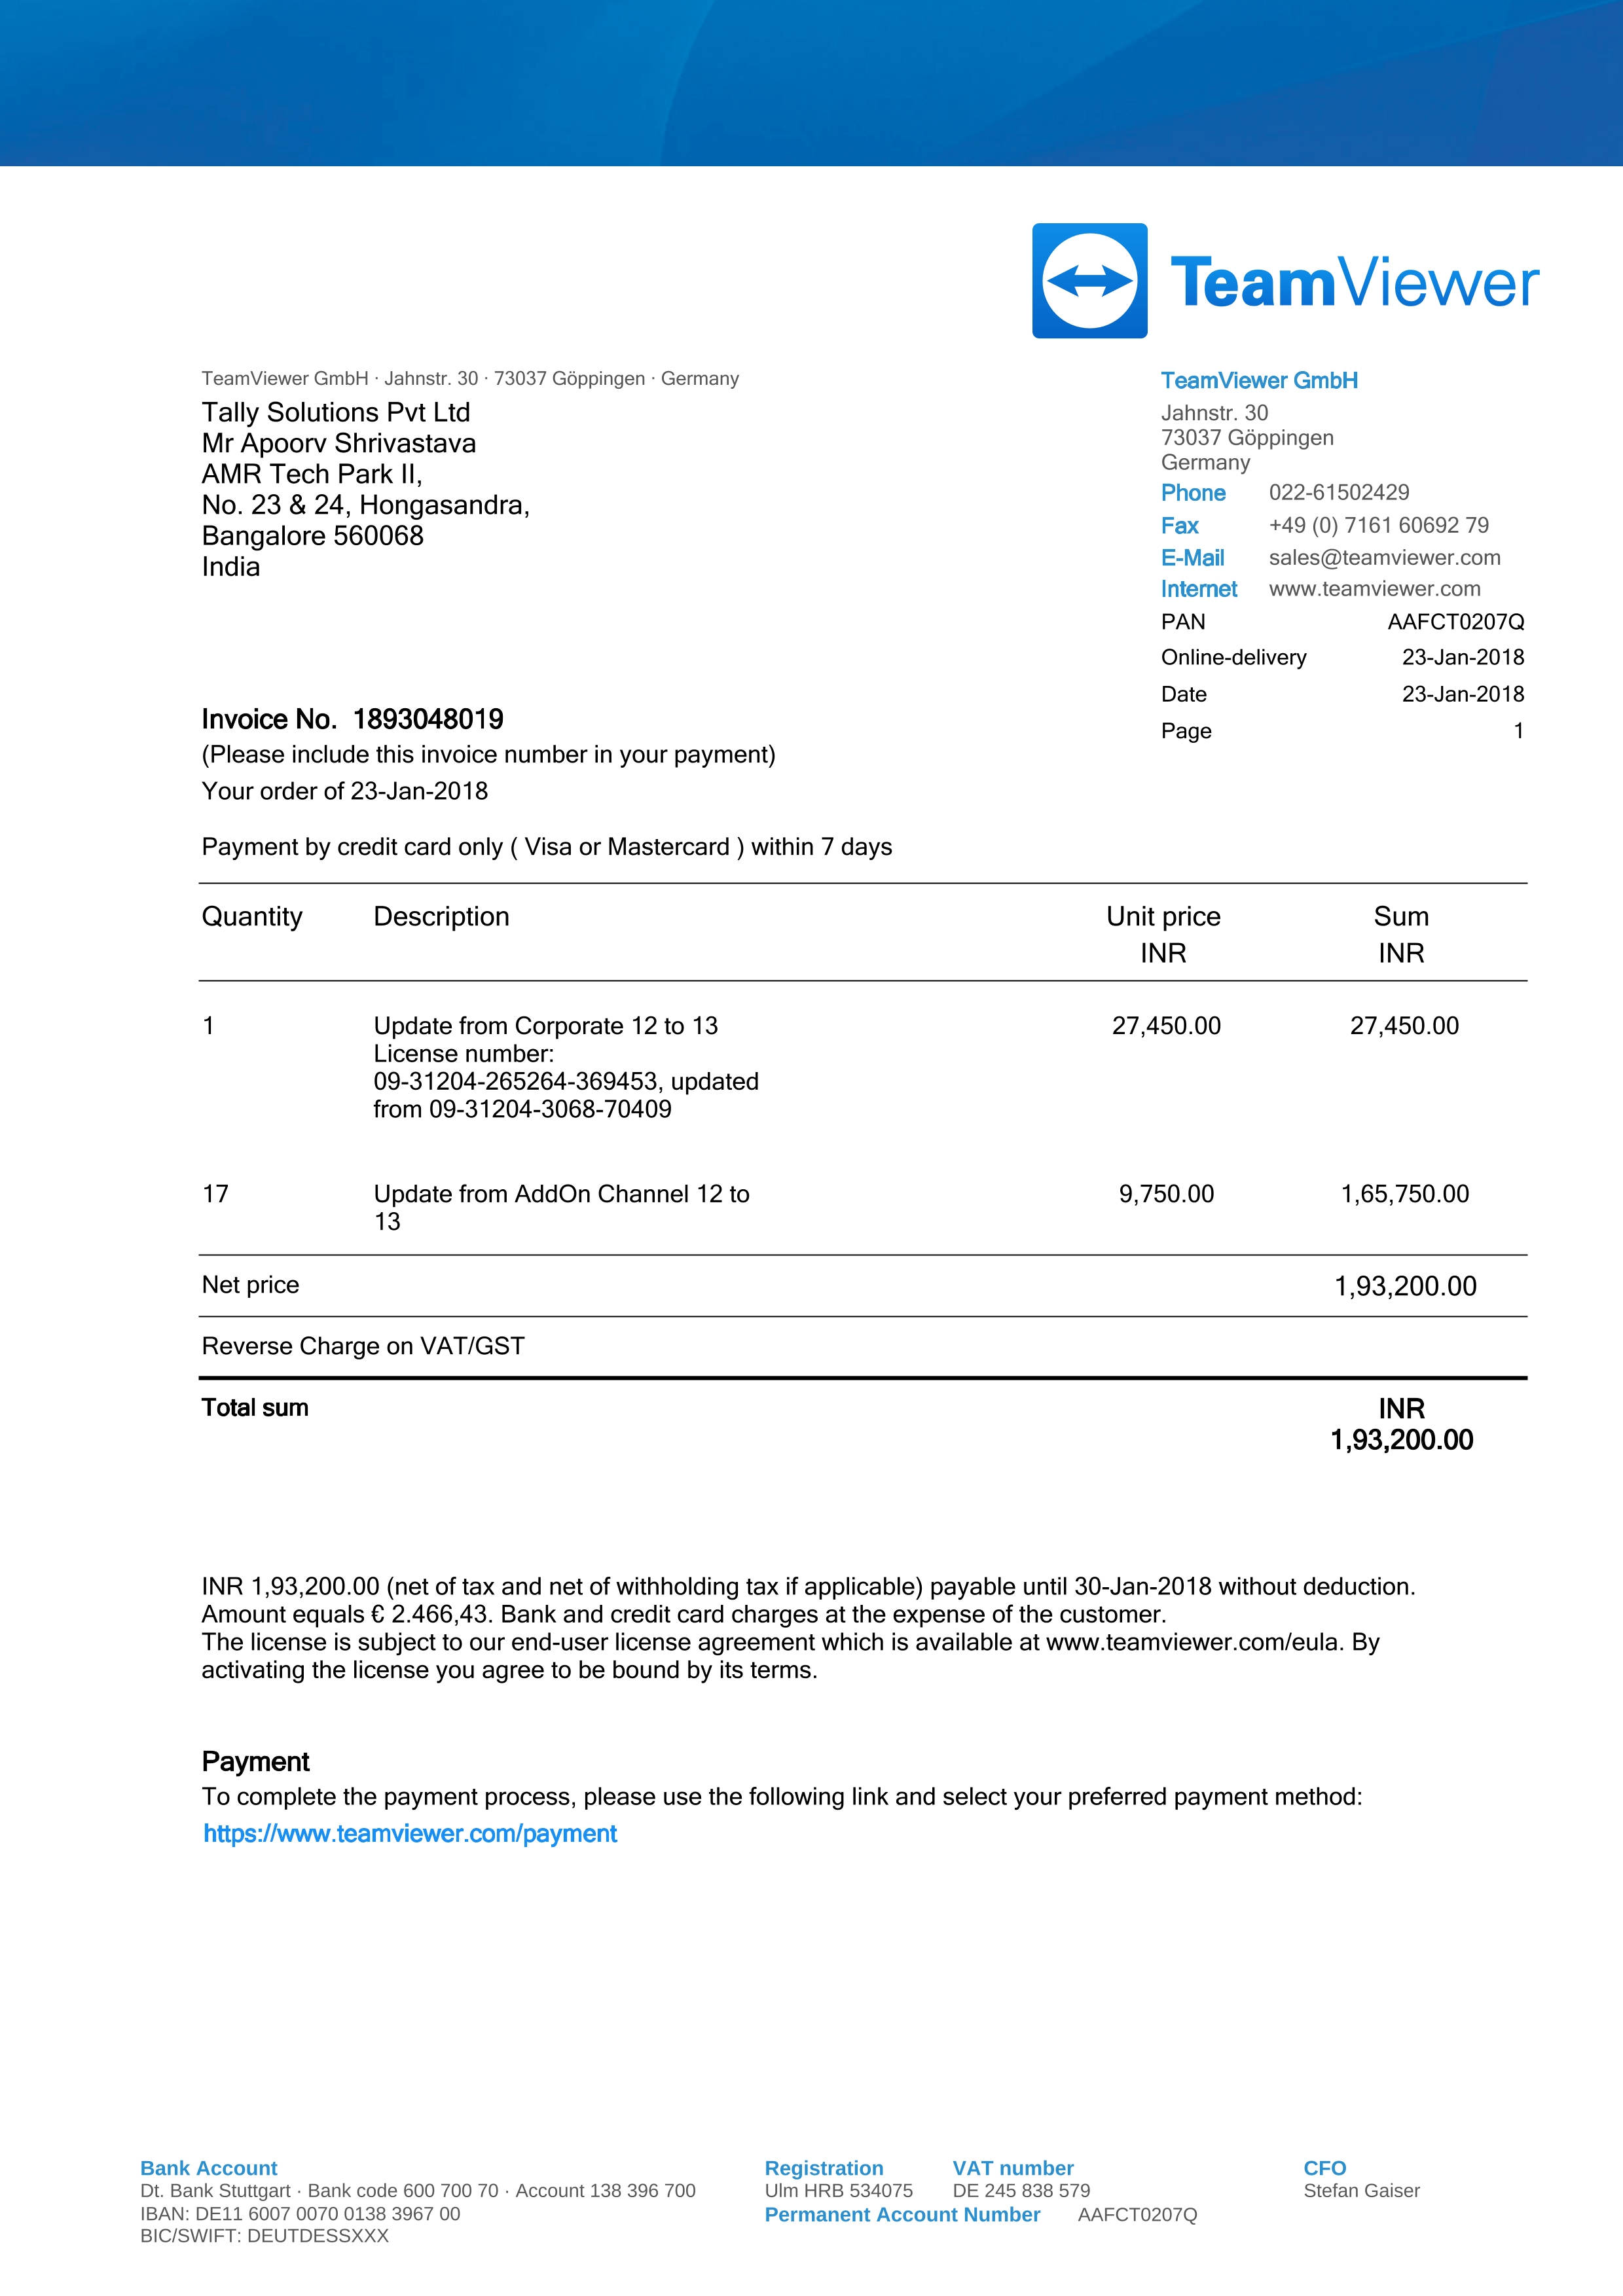 TeamViewer
TeamViewer GmbH · Jahnstr. 30 · 73037 Göppingen · Germany
Tally Solutions Pvt Ltd
Mr Apoorv Shrivastava
AMR Tech Park II,
No. 23 & 24, Hongasandra,
Bangalore 560068
India
TeamViewer GmbH
Jahnstr. 30
73037 Göppingen
Germany
Phone 022-61502429
Fax +49 (0) 7161 60692 79
E-Mail sales@teamviewer.com
Internet www.teamviewer.com
PAN AAFCT0207Q
Online-delivery 23-Jan-2018
Date 23-Jan-2018
Page 1
Invoice No. 1893048019
(Please include this invoice number in your payment)
Your order of 23-Jan-2018
Payment by credit card only ( Visa or Mastercard ) within 7 days
Quantity Description Unit price Sum
INR INR
1 Update from Corporate 12 to 13 27,450.00 27,450.00
License number:
09-31204-265264-369453, updated
from 09-31204-3068-70409
17 Update from AddOn Channel 12 to 9,750.00 1,65,750.00
13
Net price 1,93,200.00
Reverse Charge on VAT/GST
Total sum INR
1,93,200.00
INR 1,93,200.00 (net of tax and net of withholding tax if applicable) payable until 30-Jan-2018 without deduction.
Amount equals € 2.466,43. Bank and credit card charges at the expense of the customer.
The license is subject to our end-user license agreement which is available at www.teamviewer.com/eula. By
activating the license you agree to be bound by its terms.
Payment
To complete the payment process, please use the following link and select your preferred payment method:
https://www.teamviewer.com/payment
Bank Account
Dt. Bank Stuttgart · Bank code 600 700 70 · Account 138 396 700
IBAN: DE11 6007 0070 0138 3967 00
BIC/SWIFT: DEUTDESSXXX
Registration VAT number
Ulm HRB 534075 DE 245 838 579
Permanent Account Number AAFCT0207Q
CFO
Stefan Gaiser